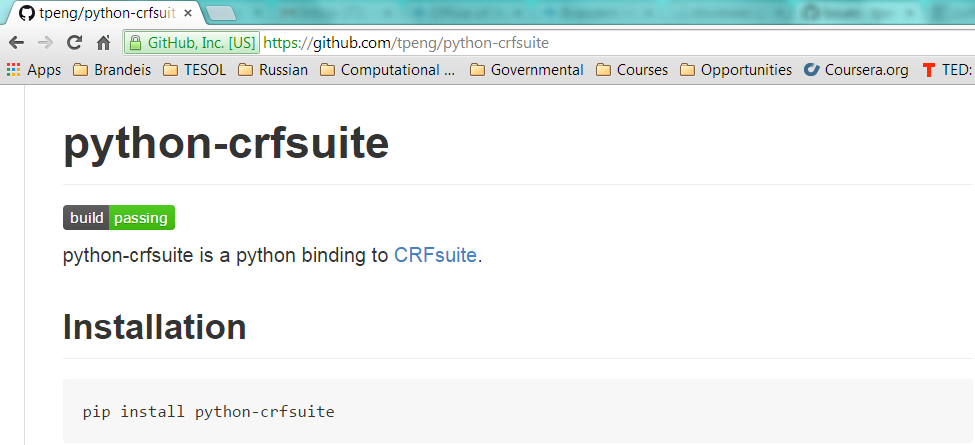 tpeng/python-crfsuit
GitHub, Inc. [US] https://github.com/tpeng/python-crfsuite
Apps Brandeis TESOL Russian Computational ... Governmental Courses Opportunities Coursera.org TED:
python-crfsuite
build passing
python-crfsuite is a python binding to CRFsuite.
Installation
pip install python-crfsuite